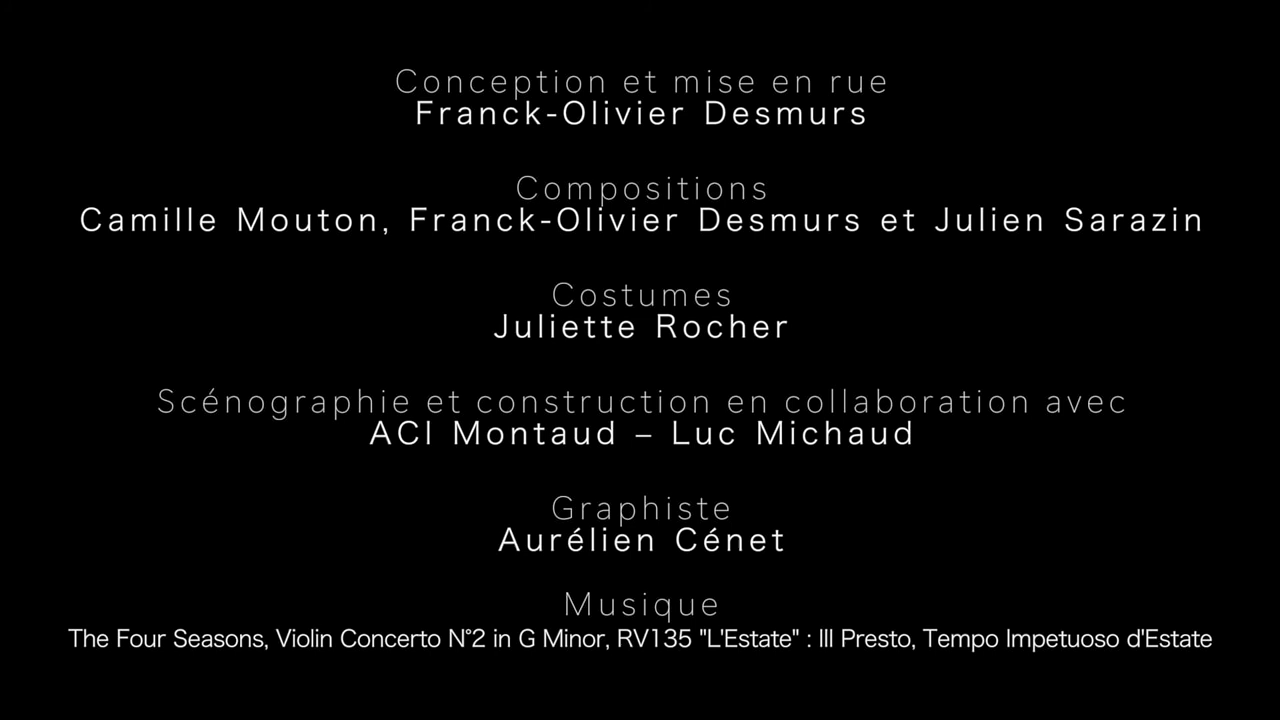 Conception et mise en rue
Franck-Olivier Desmurs
Compositions
Camille Mouton, Franck-Olivier Desmurs et Julien Sarazin
Costumes
Juliette Rocher
Scénographie et construction en collaboration avec
ACI Montaud – Luc Michaud
Graphiste
Aurélien Cénet
Musique
The Four Seasons, Violin Concerto N°2 in G Minor, RV135 "L'Estate" : III Presto, Tempo Impetuoso d'Estate